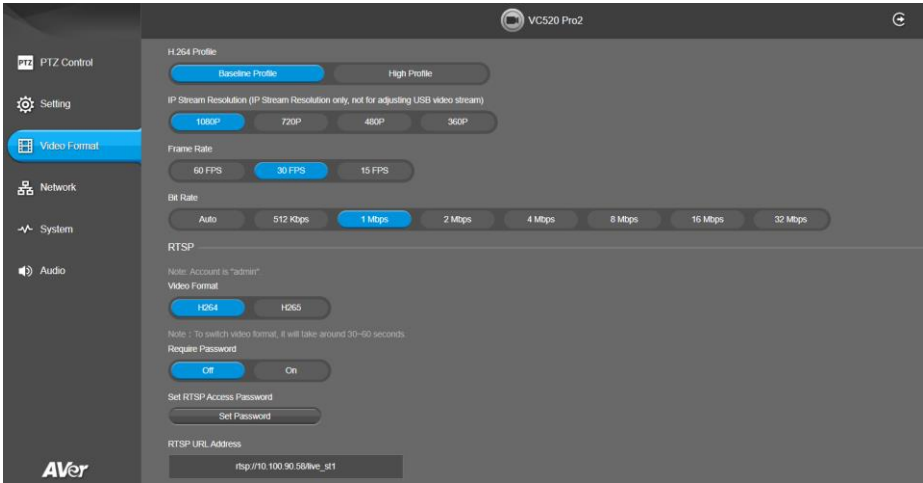 VC520 Pro2
PTZ PTZ Control
Setting
Video Format
Network
System
Audio
AVer
H.264 Profile
Baseline Profile High Profile
IP Stream Resolution (IP Stream Resolution only, not for adjusting USB video stream)
1080P 720P 480P 360P
Frame Rate
60 FPS 30 FPS 15 FPS
Bit Rate
Auto 512 Kbps 1 Mbps 2 Mbps 4 Mbps 8 Mbps 16 Mbps 32 Mbps
RTSP
Note: Account is "admin"
Video Format
H264 H265
Note : To switch video format, it will take around 30~60 seconds.
Require Password
Off On
Set RTSP Access Password
Set Password
RTSP URL Address
rtsp://10.100.90.58/live_st1